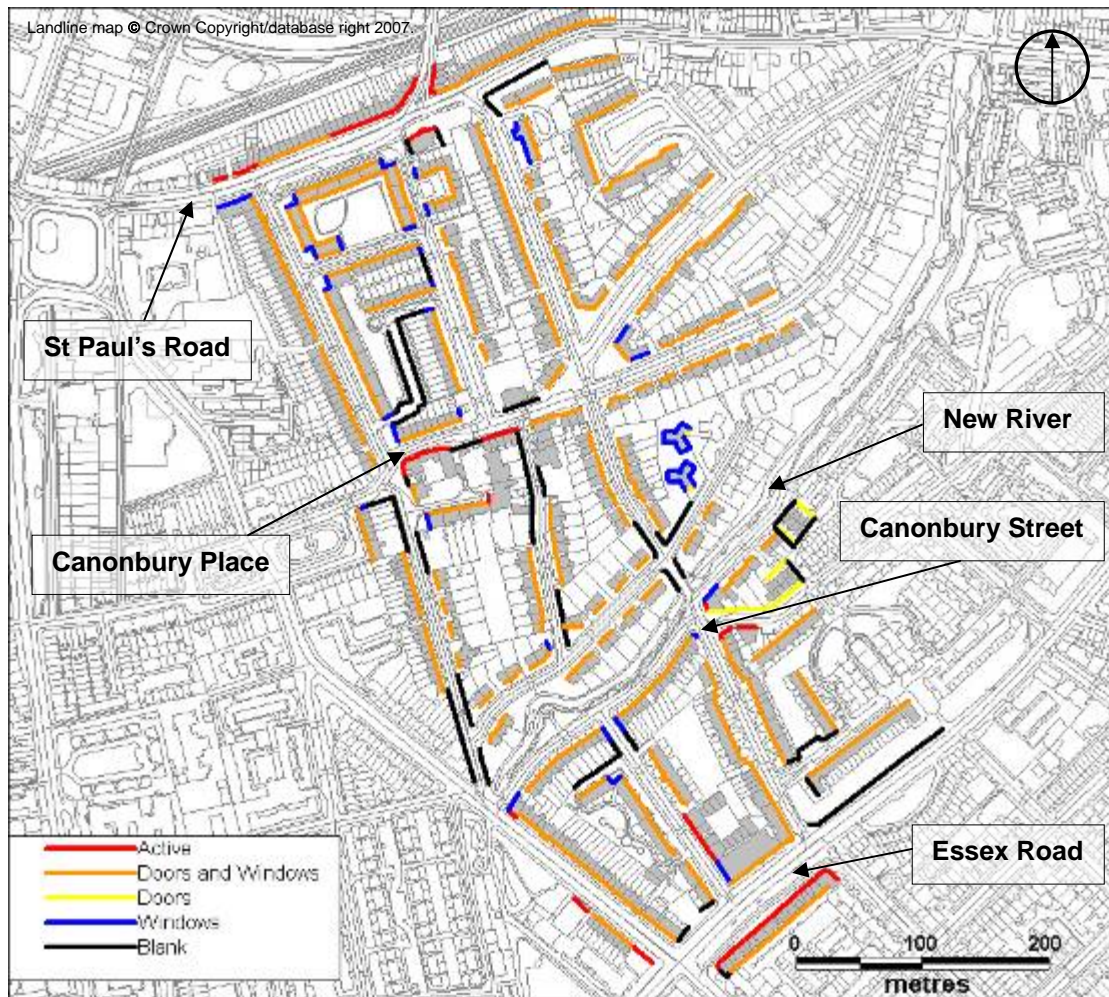 Landline map © Crown Copyright/database right 2007.
St Paul's Road
New River
Canonbury Street
Canonbury Place
Essex Road
Active
Doors and Windows
Doors
Windows
Blank
0 100 200
metres